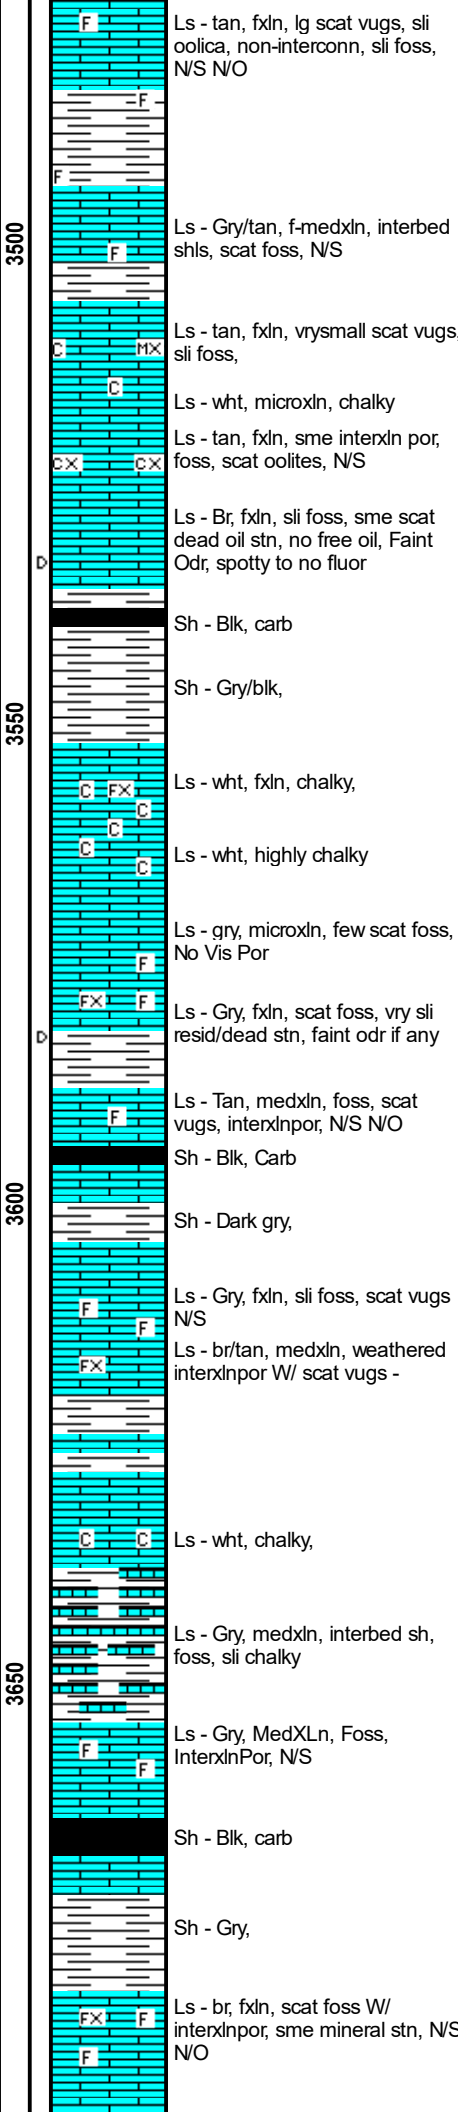 F
Ls - tan, fxln, lg scat vugs, sli
oolica, non-interconn, sli foss,
N/S N/O
F
F
3500
Ls - Gry/tan, f-medxln, interbed
shls, scat foss, N/S
F
Ls - tan, fxln, vrysmall scat vugs,
sli foss,
C MX
C
Ls - wht, microxln, chalky
Ls - tan, fxln, sme interxln por,
foss, scat oolites, N/S
CX CX
Ls - Br, fxln, sli foss, sme scat
dead oil stn, no free oil, Faint
Odr, spotty to no fluor
D
Sh - Blk, carb
Sh - Gry/blk,
3550
Ls - wht, fxln, chalky,
C FX
C
C
C
Ls - wht, highly chalky
C
Ls - gry, microxln, few scat foss,
No Vis Por
F
FX F
Ls - Gry, fxln, scat foss, vry sli
resid/dead stn, faint odr if any
D
Ls - Tan, medxln, foss, scat
vugs, interxlnpor, N/S N/O
F
Sh - Blk, Carb
3600
Sh - Dark gry,
Ls - Gry, fxln, sli foss, scat vugs
N/S
F
F
Ls - br/tan, medxln, weathered
interxlnpor W/ scat vugs -
FX
C C
Ls - wht, chalky,
Ls - Gry, medxln, interbed sh,
foss, sli chalky
3650
Ls - Gry, MedXLn, Foss,
InterxlnPor, N/S
F
F
Sh - Blk, carb
Sh - Gry,
Ls - br, fxln, scat foss W/
interxlnpor, sme mineral stn, N/S
N/O
FX F
F